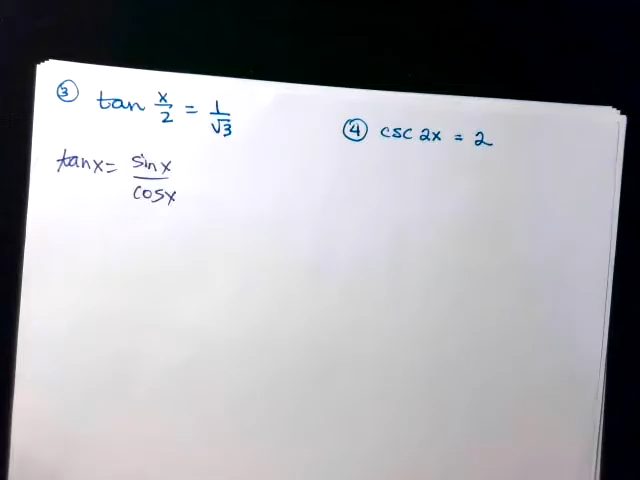 ③ tan x/2 = 1/√3
tanx = sinx/cosx
④ csc 2x = 2